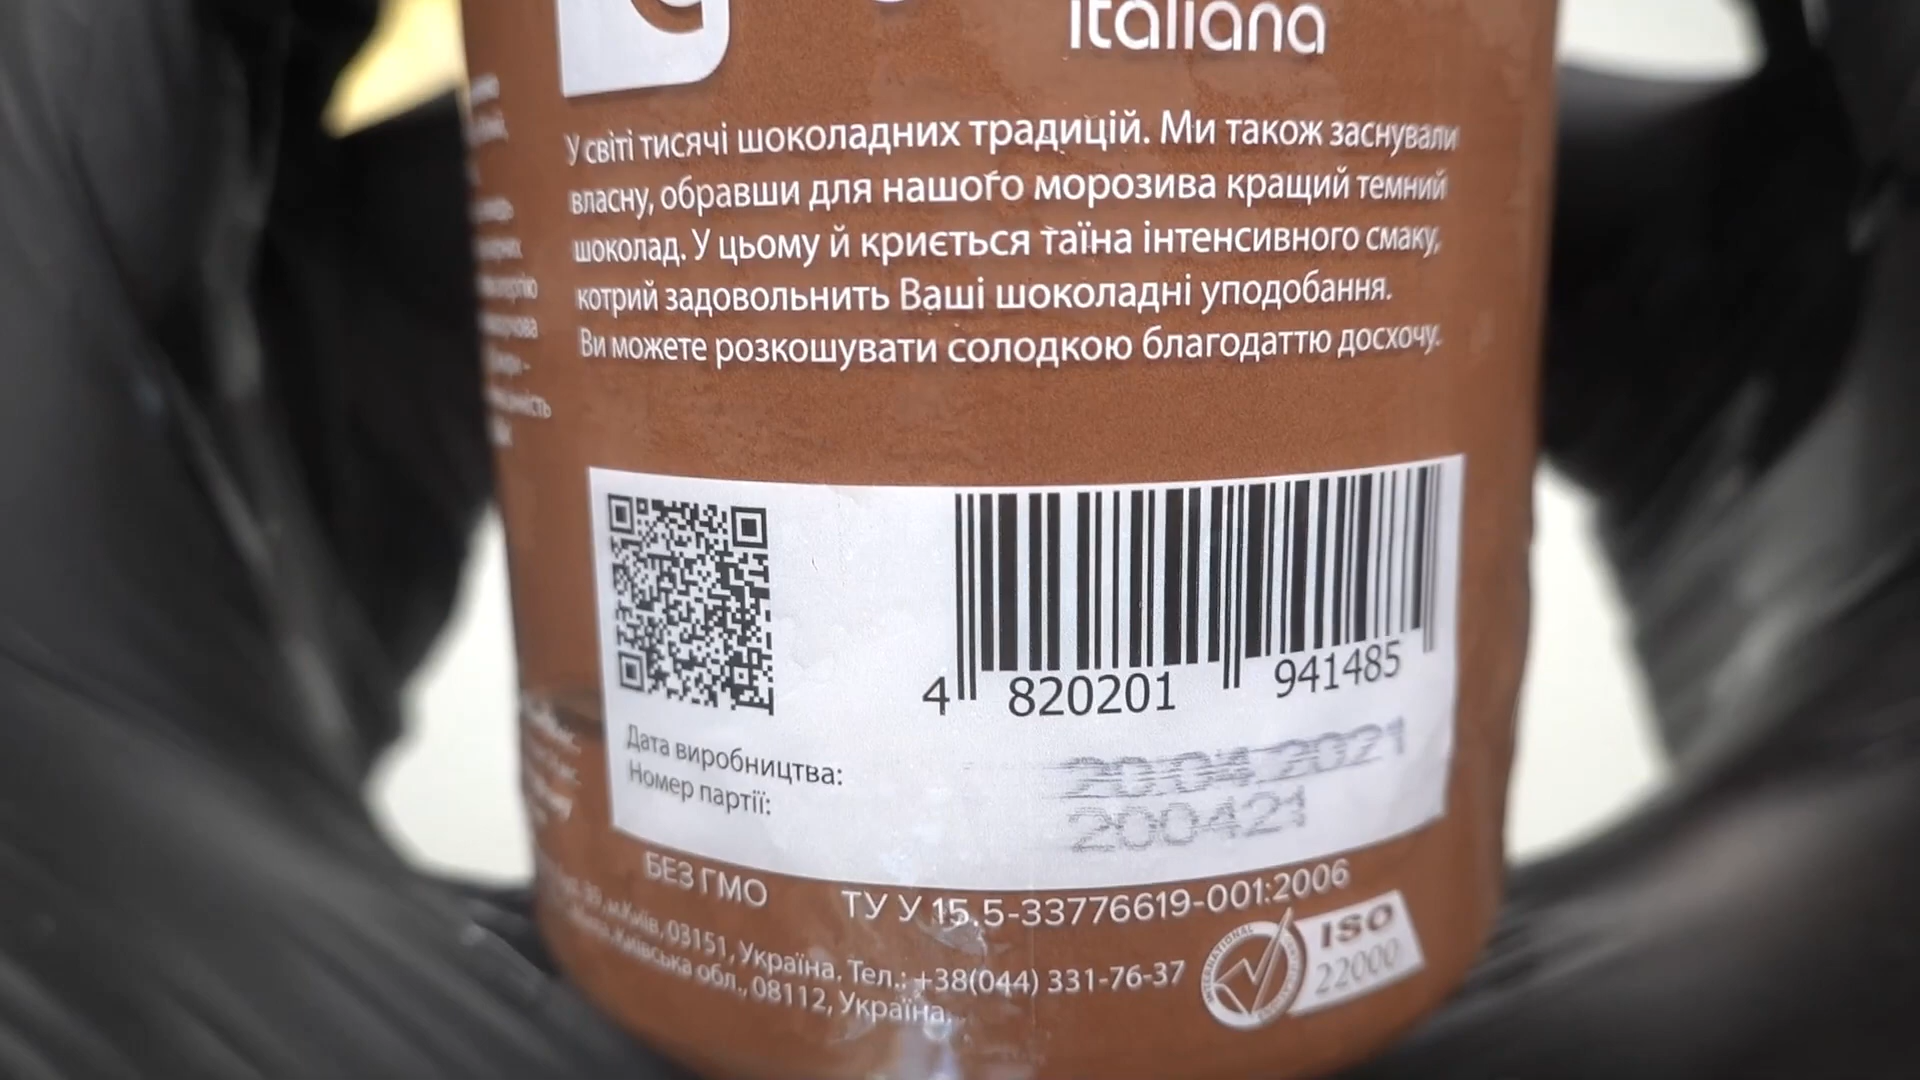 italiana
У світі тисячі шоколадних традицій. Ми також заснували
власну, обравши для нашого морозива кращий темний
шоколад. У цьому й криється таїна інтенсивного смаку,
котрий задовольнить Ваші шоколадні уподобання.
Ви можете розкошувати солодкою благодаттю досхочу.
4 820201 941485
Дата виробництва: 20.04.2021
Номер партії: 200421
БЕЗ ГМО ТУ У 15.5-33776619-001:2006
м.Київ, 03151, Україна, Тел.: +38(044) 331-76-37
Київська обл., 08112, Україна.
INTERNATIONAL
ISO
22000